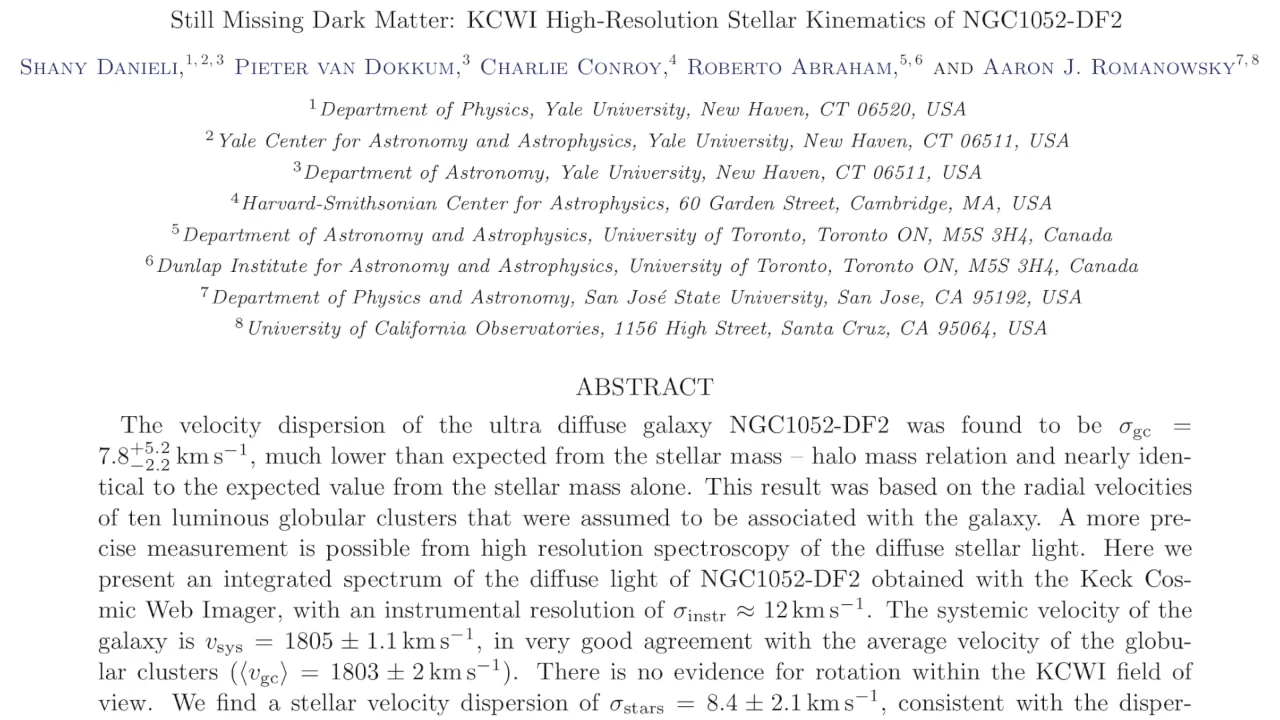 Still Missing Dark Matter: KCWI High-Resolution Stellar Kinematics of NGC1052-DF2
Shany Danieli,1, 2, 3 Pieter van Dokkum,3 Charlie Conroy,4 Roberto Abraham,5, 6 and Aaron J. Romanowsky7, 8
1Department of Physics, Yale University, New Haven, CT 06520, USA
2Yale Center for Astronomy and Astrophysics, Yale University, New Haven, CT 06511, USA
3Department of Astronomy, Yale University, New Haven, CT 06511, USA
4Harvard-Smithsonian Center for Astrophysics, 60 Garden Street, Cambridge, MA, USA
5Department of Astronomy and Astrophysics, University of Toronto, Toronto ON, M5S 3H4, Canada
6Dunlap Institute for Astronomy and Astrophysics, University of Toronto, Toronto ON, M5S 3H4, Canada
7Department of Physics and Astronomy, San José State University, San Jose, CA 95192, USA
8University of California Observatories, 1156 High Street, Santa Cruz, CA 95064, USA
ABSTRACT
The velocity dispersion of the ultra diffuse galaxy NGC1052-DF2 was found to be σgc =
7.8+5.2−2.2 km s−1, much lower than expected from the stellar mass – halo mass relation and nearly iden-
tical to the expected value from the stellar mass alone. This result was based on the radial velocities
of ten luminous globular clusters that were assumed to be associated with the galaxy. A more pre-
cise measurement is possible from high resolution spectroscopy of the diffuse stellar light. Here we
present an integrated spectrum of the diffuse light of NGC1052-DF2 obtained with the Keck Cos-
mic Web Imager, with an instrumental resolution of σinstr ≈ 12 km s−1. The systemic velocity of the
galaxy is vsys = 1805 ± 1.1 km s−1, in very good agreement with the average velocity of the globu-
lar clusters (⟨vgc⟩ = 1803 ± 2 km s−1). There is no evidence for rotation within the KCWI field of
view. We find a stellar velocity dispersion of σstars = 8.4 ± 2.1 km s−1, consistent with the disper-